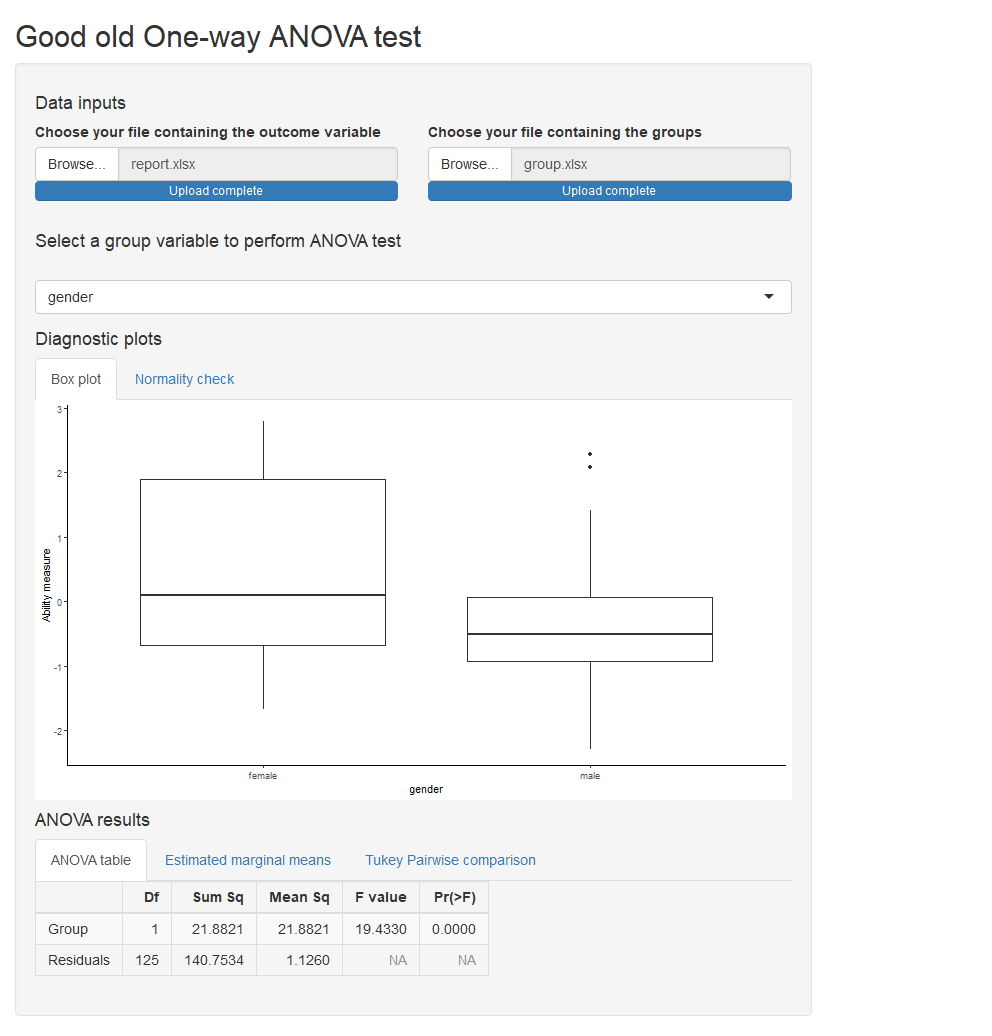 Good old One-way ANOVA test
Data inputs
Choose your file containing the outcome variable
Choose your file containing the groups
Browse... report.xlsx
Browse... group.xlsx
Upload complete
Upload complete
Select a group variable to perform ANOVA test
gender
Diagnostic plots
Box plot Normality check
3
2
1
0
-1
-2
Ability measure
female male
gender
ANOVA results
ANOVA table Estimated marginal means Tukey Pairwise comparison
Df Sum Sq Mean Sq F value Pr(>F)
Group 1 21.8821 21.8821 19.4330 0.0000
Residuals 125 140.7534 1.1260 NA NA